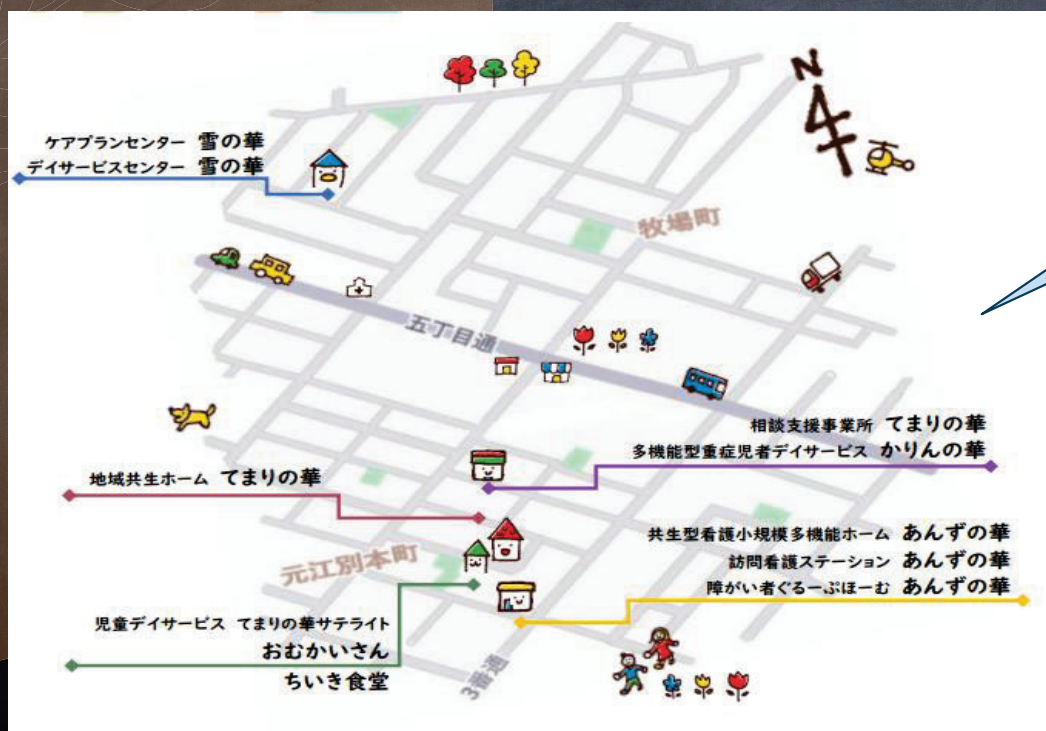 N
ケアプランセンター 雪の華
デイサービスセンター 雪の華
牧場町
五丁目通
相談支援事業所 てまりの華
多機能型重症児者デイサービス かりんの華
地域共生ホーム てまりの華
共生型看護小規模多機能ホーム あんずの華
訪問看護ステーション あんずの華
障がい者ぐるーぷほーむ あんずの華
元江別本町
児童デイサービス てまりの華サテライト
おむかいさん
ちいき食堂
3番通